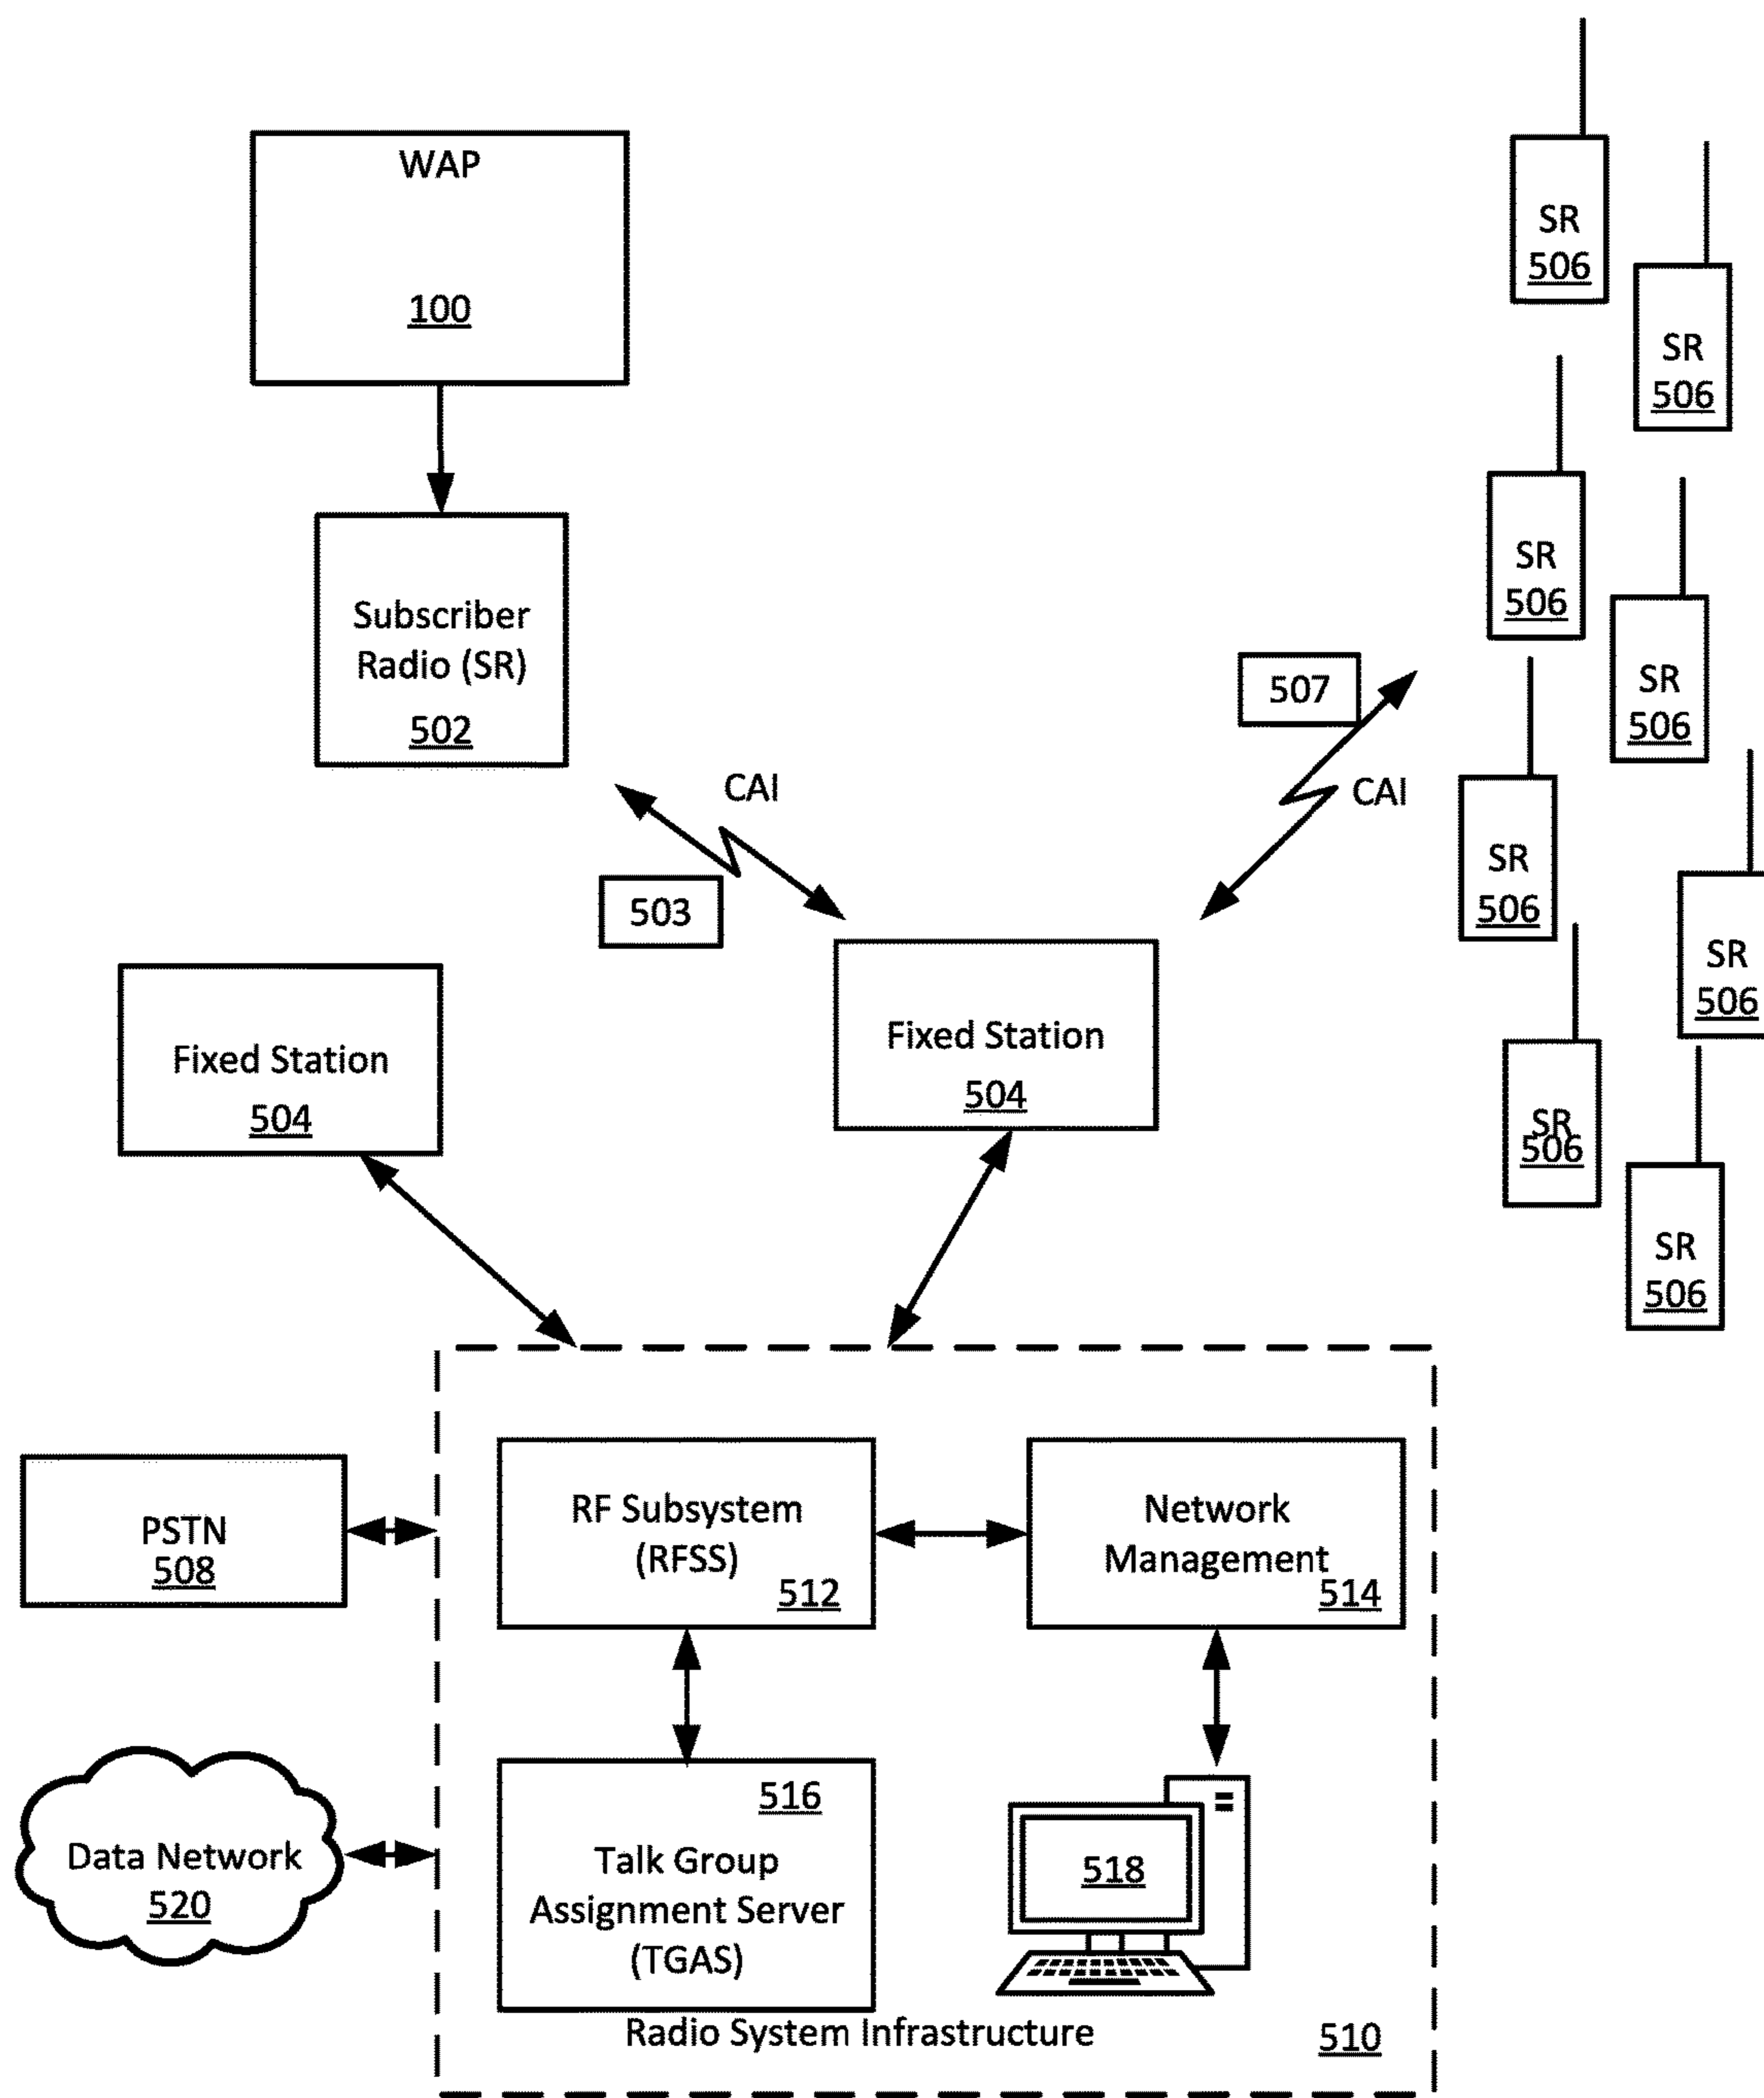 WAP
100
Subscriber
Radio (SR)
502
CAI
503
507
CAI
SR
506
SR
506
SR
506
SR
506
SR
506
SR
506
SR
506
SR
506
Fixed Station
504
Fixed Station
504
PSTN
508
RF Subsystem
(RFSS)
512
Network
Management
514
Data Network
520
516
Talk Group
Assignment Server
(TGAS)
518
Radio System Infrastructure
510